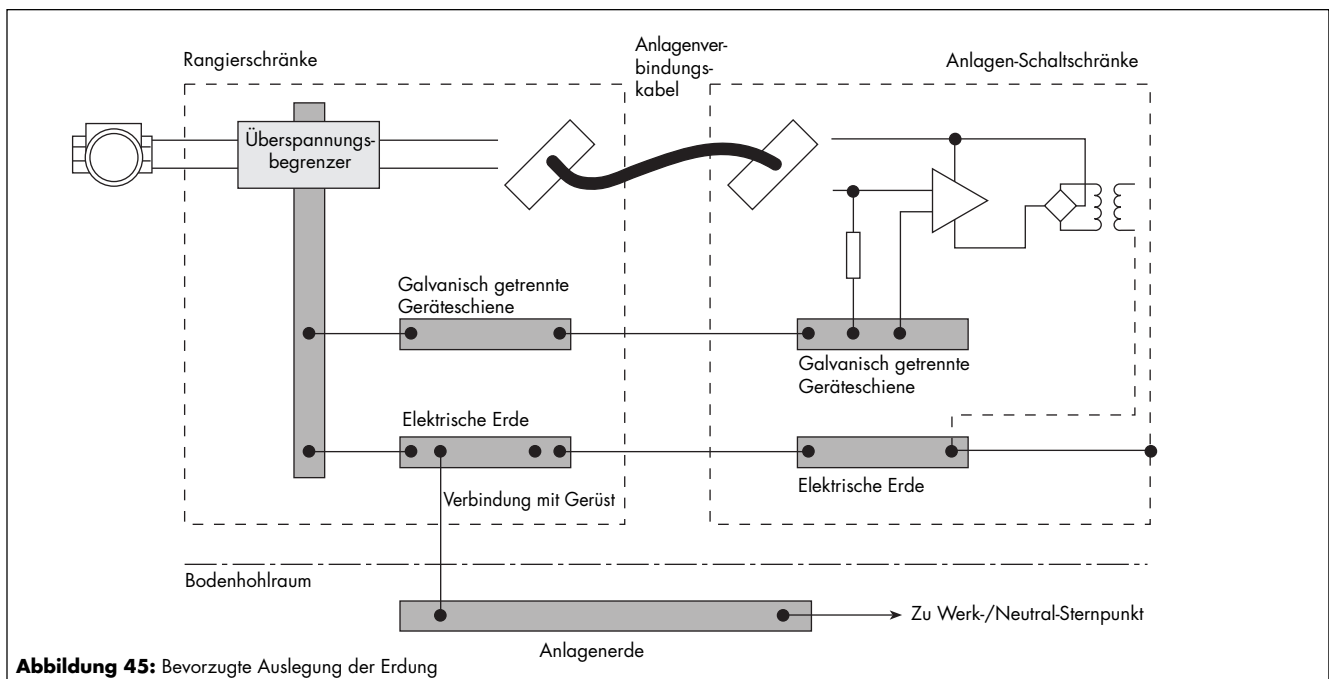 Rangierschränke
Anlagenver-
bindungs-
kabel
Anlagen-Schaltschränke
Überspannungs-
begrenzer
Galvanisch getrennte
Geräteschiene
Galvanisch getrennte
Geräteschiene
Elektrische Erde
Verbindung mit Gerüst
Elektrische Erde
Bodenhohlraum
Zu Werk-/Neutral-Sternpunkt
Anlagenerde
Abbildung 45: Bevorzugte Auslegung der Erdung